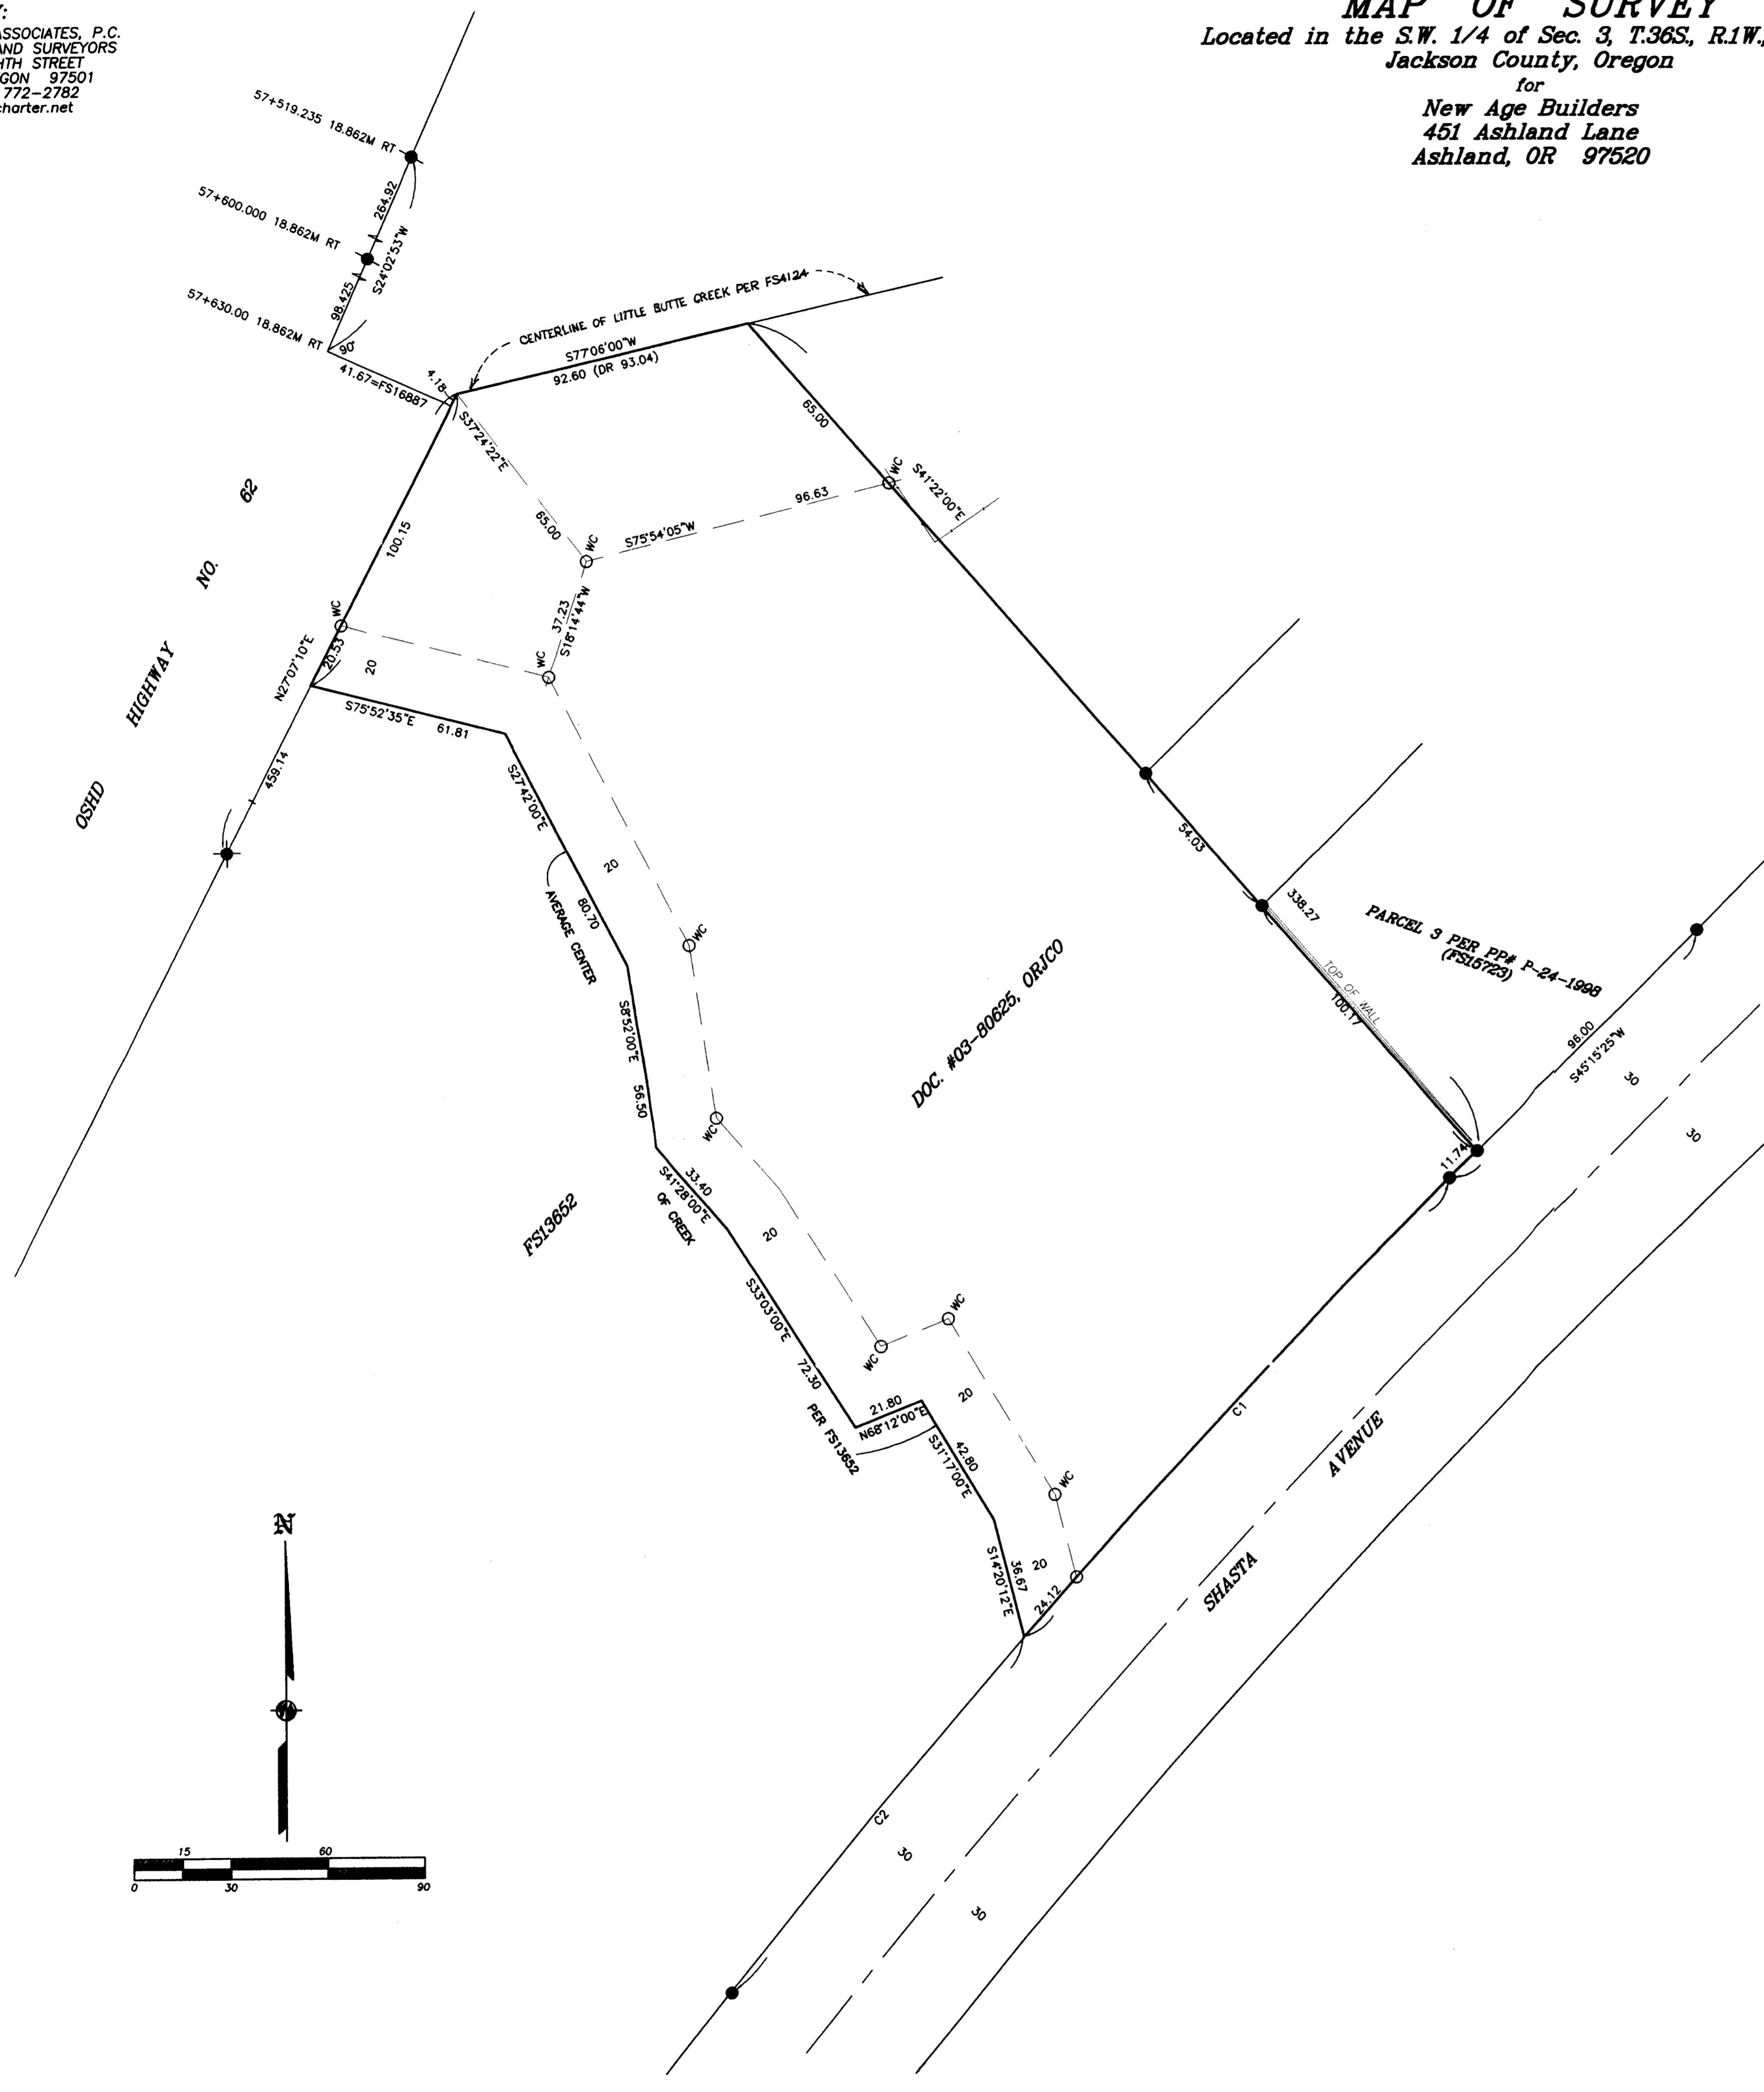 Y:
ASSOCIATES, P.C.
AND SURVEYORS
HTH STREET
GON 97501
772-2782
charter.net
MAP OF SURVEY
Located in the S.W. 1/4 of Sec. 3, T.36S., R.1W.,
Jackson County, Oregon
for
New Age Builders
451 Ashland Lane
Ashland, OR 97520
57+519.235 18.862M RT
264.92
57+600.000 18.862M RT
S24°02'53"W
98.425
57+630.00 18.862M RT
90°
41.67=FS16887
4.18
CENTERLINE OF LITTLE BUTTE CREEK PER FS4124
S77°06'00"W
92.60 (DR 93.04)
S37°24'22"E
65.00
65.00
WC
S41°22'00"E
96.63
S75°54'05"W
WC
100.15
37.23
S18°14'44"W
WC
WC
N27°07'10"E
20.53
20
S75°52'35"E 61.81
OSHD HIGHWAY NO. 62
459.14
S27°42'00"E
80.70
20
AVERAGE CENTER
WC
54.03
338.27
PARCEL 3 PER PP# P-24-1998
(FS15723)
TOP OF WALL
100.17
DOC. #03-80625, ORJCO
96.00
S45°15'25"W
30
30
S8°52'00"E
56.50
WC
11.74
33.40
S41°28'00"E
OF CREEK
FS13652
20
S33°03'00"E
72.30
WC
WC
PER FS13652
21.80
N68°12'00"E
20
42.80
S31°17'00"E
WC
C1
SHASTA AVENUE
S14°20'12"E
36.67
20
24.12
C2
30
30
N
15 60
0 30 90